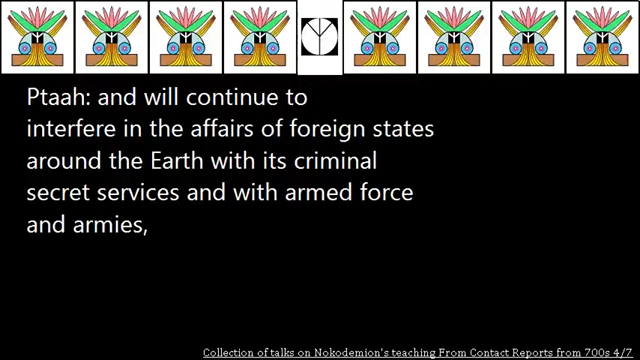 Ptaah: and will continue to
interfere in the affairs of foreign states
around the Earth with its criminal
secret services and with armed force
and armies,
Collection of talks on Nokodemion's teaching From Contact Reports from 700s 4/7